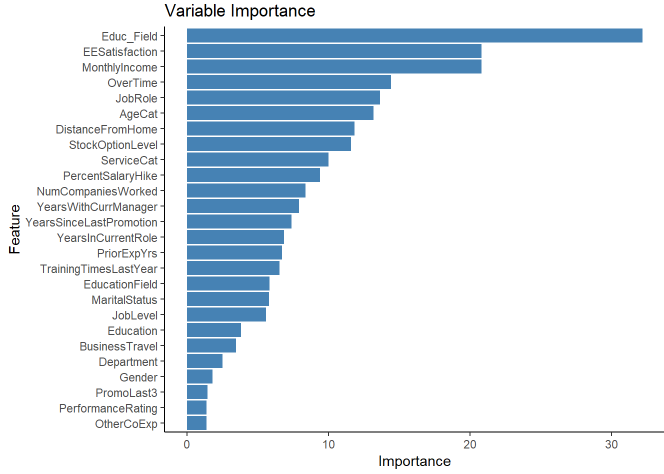 Variable Importance
Feature
Educ_Field
EESatisfaction
MonthlyIncome
OverTime
JobRole
AgeCat
DistanceFromHome
StockOptionLevel
ServiceCat
PercentSalaryHike
NumCompaniesWorked
YearsWithCurrManager
YearsSinceLastPromotion
YearsInCurrentRole
PriorExpYrs
TrainingTimesLastYear
EducationField
MaritalStatus
JobLevel
Education
BusinessTravel
Department
Gender
PromoLast3
PerformanceRating
OtherCoExp
0 10 20 30
Importance